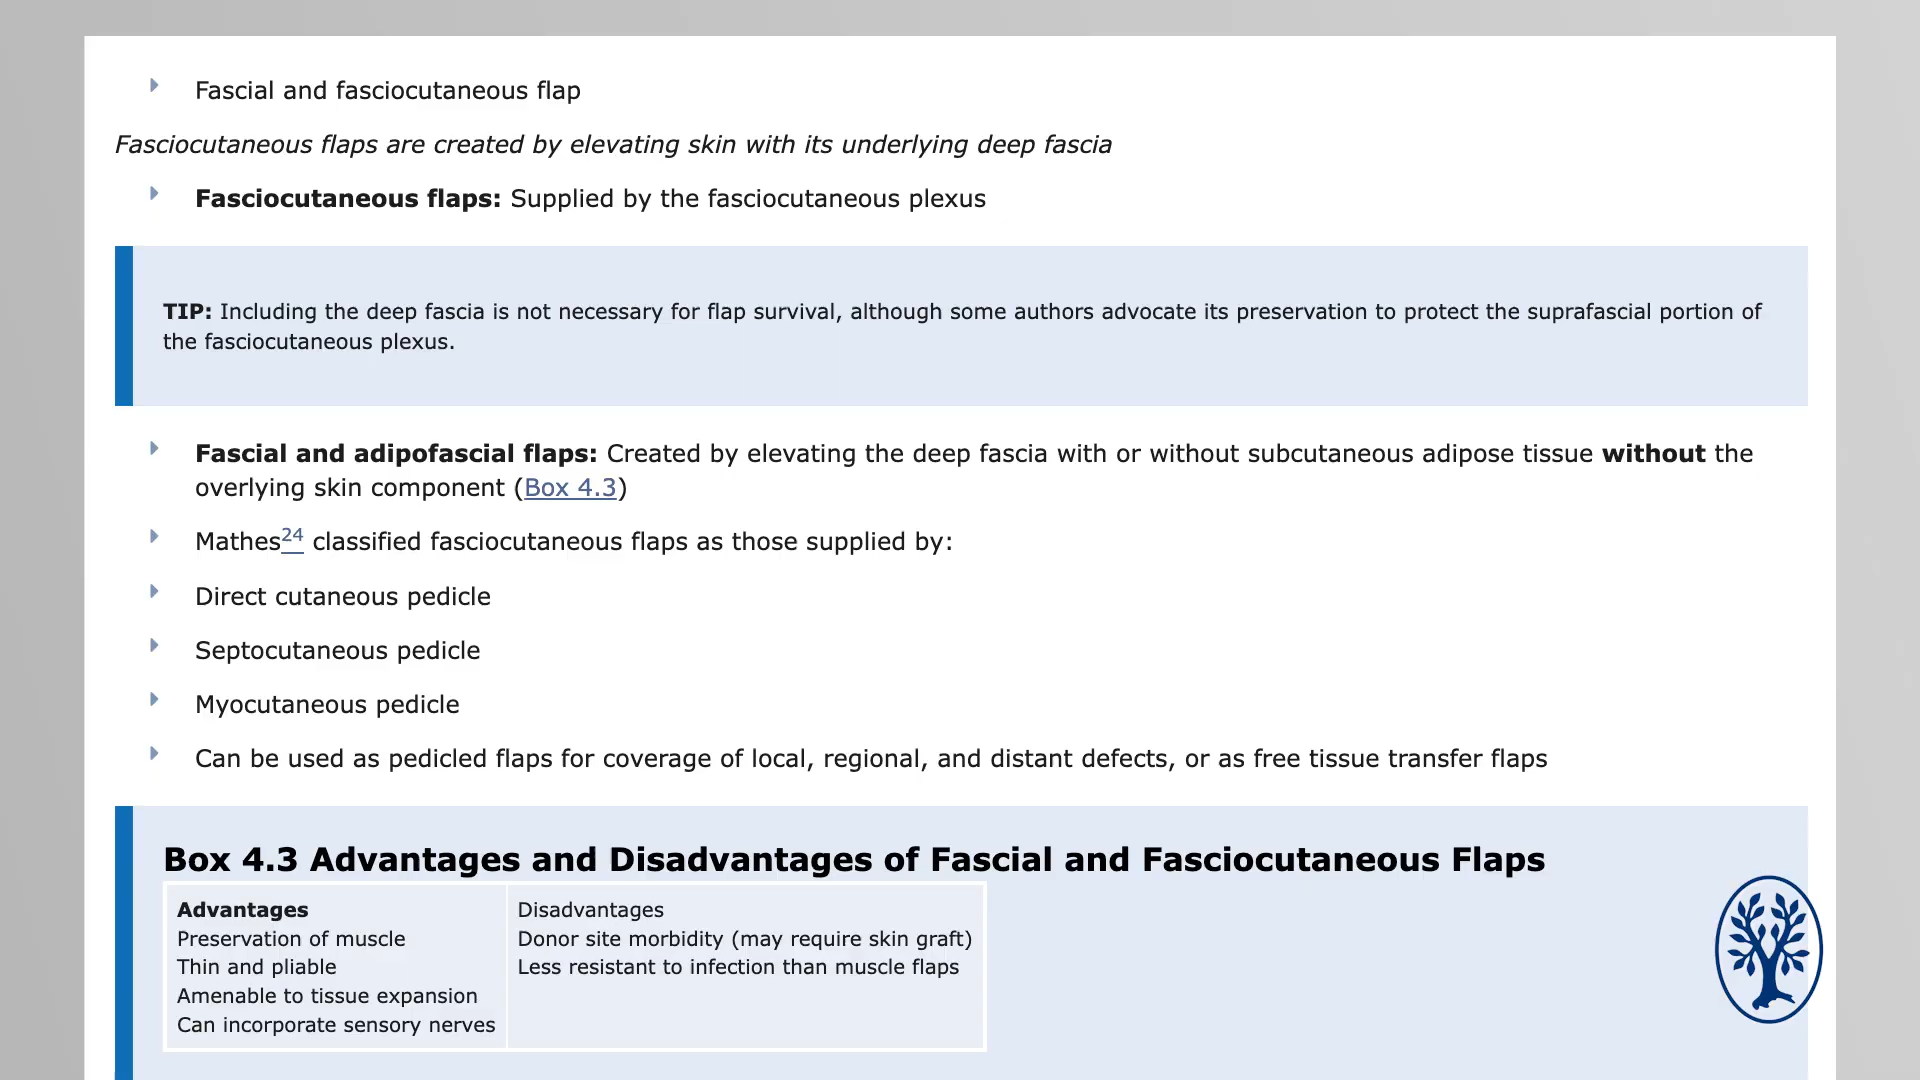 Fascial and fasciocutaneous flap
Fasciocutaneous flaps are created by elevating skin with its underlying deep fascia
Fasciocutaneous flaps: Supplied by the fasciocutaneous plexus
TIP: Including the deep fascia is not necessary for flap survival, although some authors advocate its preservation to protect the suprafascial portion of
the fasciocutaneous plexus.
Fascial and adipofascial flaps: Created by elevating the deep fascia with or without subcutaneous adipose tissue without the
overlying skin component (Box 4.3)
Mathes24 classified fasciocutaneous flaps as those supplied by:
Direct cutaneous pedicle
Septocutaneous pedicle
Myocutaneous pedicle
Can be used as pedicled flaps for coverage of local, regional, and distant defects, or as free tissue transfer flaps
Box 4.3 Advantages and Disadvantages of Fascial and Fasciocutaneous Flaps
Advantages
Preservation of muscle
Thin and pliable
Amenable to tissue expansion
Can incorporate sensory nerves
Disadvantages
Donor site morbidity (may require skin graft)
Less resistant to infection than muscle flaps